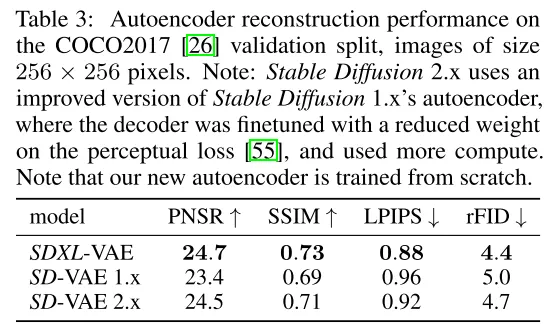 Table 3: Autoencoder reconstruction performance on
the COCO2017 [26] validation split, images of size
256 × 256 pixels. Note: Stable Diffusion 2.x uses an
improved version of Stable Diffusion 1.x's autoencoder,
where the decoder was finetuned with a reduced weight
on the perceptual loss [55], and used more compute.
Note that our new autoencoder is trained from scratch.
model PNSR ↑ SSIM ↑ LPIPS ↓ rFID ↓
SDXL-VAE 24.7 0.73 0.88 4.4
SD-VAE 1.x 23.4 0.69 0.96 5.0
SD-VAE 2.x 24.5 0.71 0.92 4.7